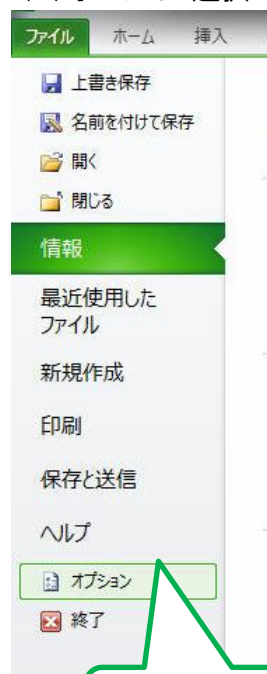 ファイル ホーム 挿入
上書き保存
名前を付けて保存
開く
閉じる
情報
最近使用した
ファイル
新規作成
印刷
保存と送信
ヘルプ
オプション
終了